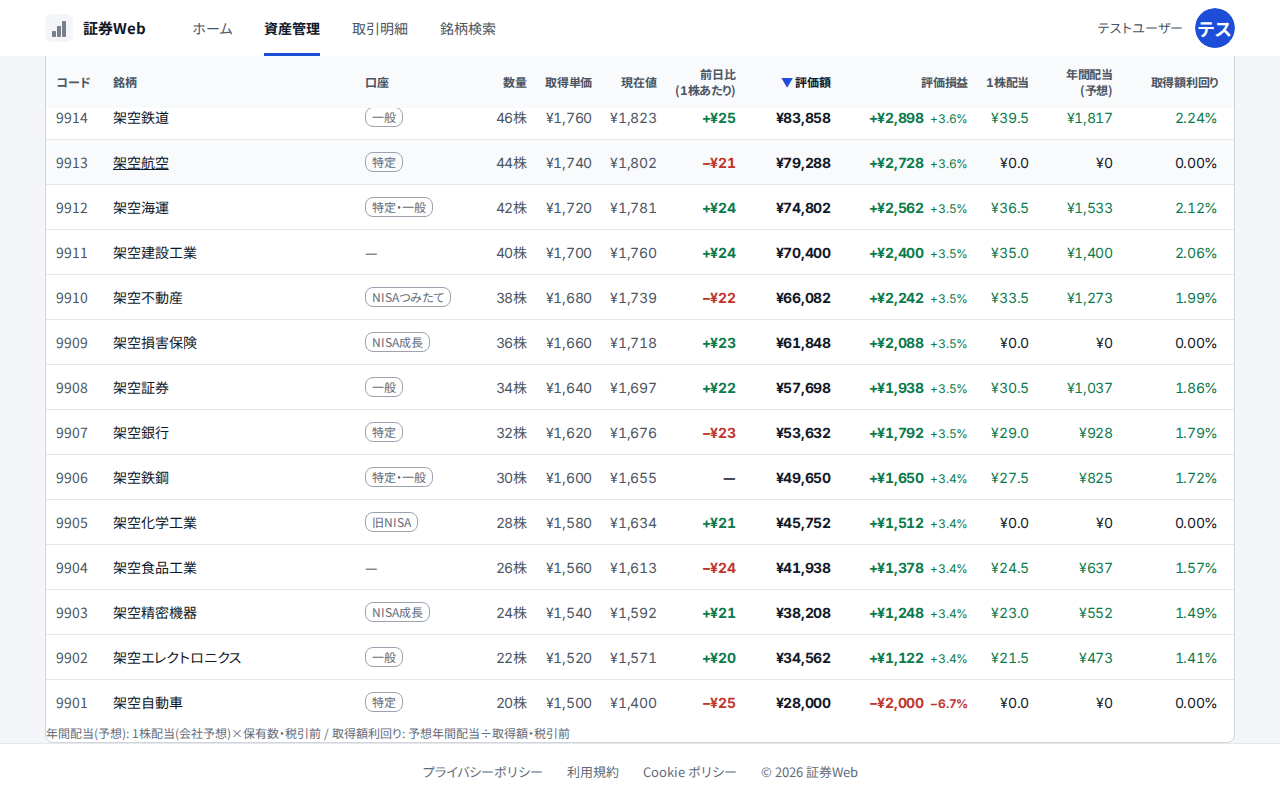 証券Web ホーム 資産管理 取引明細 銘柄検索 テストユーザー テス
コード 銘柄 口座 数量 取得単価 現在値 前日比 (1株あたり) ▼評価額 評価損益 1株配当 年間配当 (予想) 取得額利回り
9914 架空鉄道 一般 46株 ¥1,760 ¥1,823 +¥25 ¥83,858 +¥2,898 +3.6% ¥39.5 ¥1,817 2.24%
9913 架空航空 特定 44株 ¥1,740 ¥1,802 −¥21 ¥79,288 +¥2,728 +3.6% ¥0.0 ¥0 0.00%
9912 架空海運 特定・一般 42株 ¥1,720 ¥1,781 +¥24 ¥74,802 +¥2,562 +3.5% ¥36.5 ¥1,533 2.12%
9911 架空建設工業 — 40株 ¥1,700 ¥1,760 +¥24 ¥70,400 +¥2,400 +3.5% ¥35.0 ¥1,400 2.06%
9910 架空不動産 NISAつみたて 38株 ¥1,680 ¥1,739 −¥22 ¥66,082 +¥2,242 +3.5% ¥33.5 ¥1,273 1.99%
9909 架空損害保険 NISA成長 36株 ¥1,660 ¥1,718 +¥23 ¥61,848 +¥2,088 +3.5% ¥0.0 ¥0 0.00%
9908 架空証券 一般 34株 ¥1,640 ¥1,697 +¥22 ¥57,698 +¥1,938 +3.5% ¥30.5 ¥1,037 1.86%
9907 架空銀行 特定 32株 ¥1,620 ¥1,676 −¥23 ¥53,632 +¥1,792 +3.5% ¥29.0 ¥928 1.79%
9906 架空鉄鋼 特定・一般 30株 ¥1,600 ¥1,655 — ¥49,650 +¥1,650 +3.4% ¥27.5 ¥825 1.72%
9905 架空化学工業 旧NISA 28株 ¥1,580 ¥1,634 +¥21 ¥45,752 +¥1,512 +3.4% ¥0.0 ¥0 0.00%
9904 架空食品工業 — 26株 ¥1,560 ¥1,613 −¥24 ¥41,938 +¥1,378 +3.4% ¥24.5 ¥637 1.57%
9903 架空精密機器 NISA成長 24株 ¥1,540 ¥1,592 +¥21 ¥38,208 +¥1,248 +3.4% ¥23.0 ¥552 1.49%
9902 架空エレクトロニクス 一般 22株 ¥1,520 ¥1,571 +¥20 ¥34,562 +¥1,122 +3.4% ¥21.5 ¥473 1.41%
9901 架空自動車 特定 20株 ¥1,500 ¥1,400 −¥25 ¥28,000 −¥2,000 −6.7% ¥0.0 ¥0 0.00%
年間配当(予想): 1株配当(会社予想)×保有数・税引前 / 取得額利回り: 予想年間配当÷取得額・税引前
プライバシーポリシー 利用規約 Cookie ポリシー © 2026 証券Web